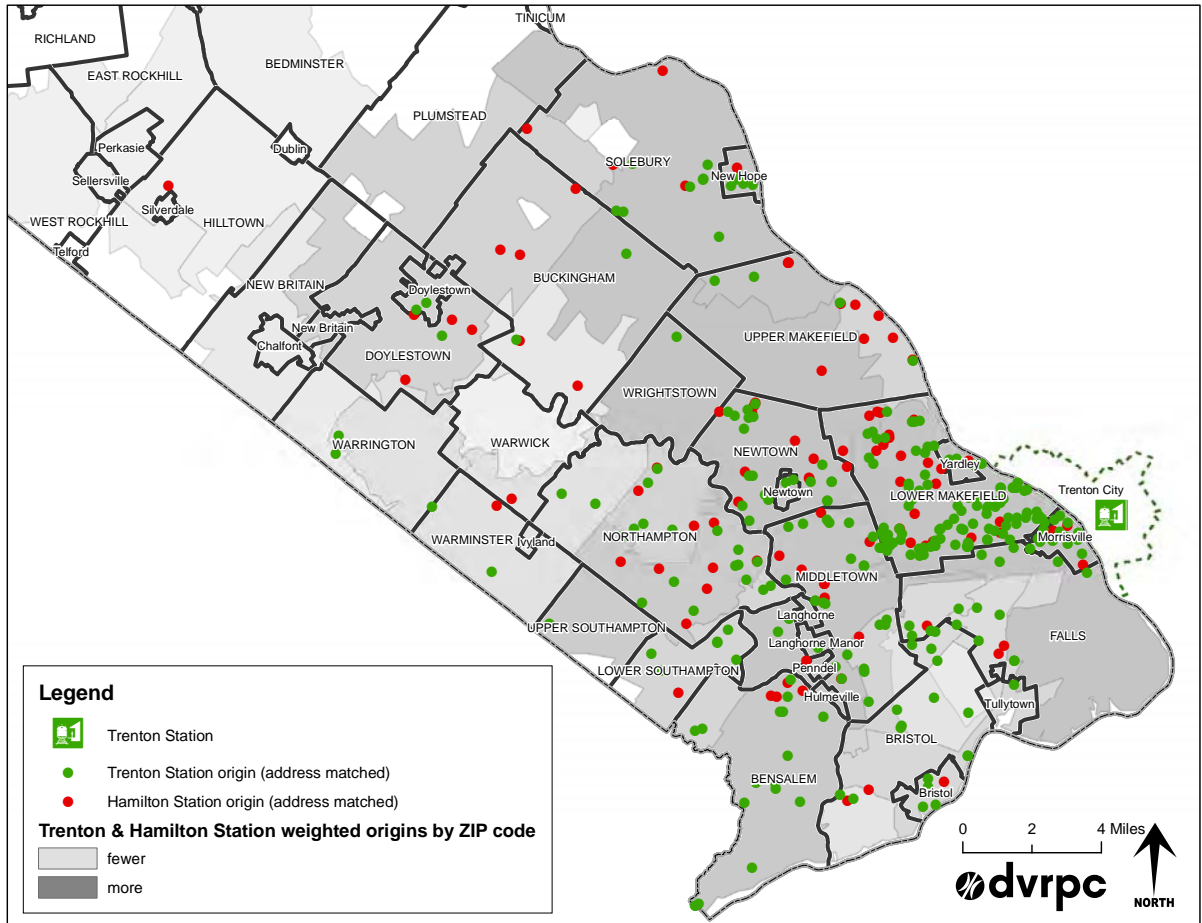 TINICUM
RICHLAND
BEDMINSTER
EAST ROCKHILL
PLUMSTEAD
Perkasie
Dublin
SOLEBURY
New Hope
Sellersville
Silverdale
WEST ROCKHILL
HILLTOWN
Telford
BUCKINGHAM
NEW BRITAIN
Doylestown
New Britain
UPPER MAKEFIELD
Chalfont
DOYLESTOWN
WRIGHTSTOWN
WARRINGTON
WARWICK
NEWTOWN
Yardley
Newtown
LOWER MAKEFIELD
Trenton City
NORTHAMPTON
Morrisville
WARMINSTER
Ivyland
MIDDLETOWN
Langhorne
UPPER SOUTHAMPTON
FALLS
Langhorne Manor
LOWER SOUTHAMPTON
Penndel
Hulmeville
Tullytown
BRISTOL
BENSALEM
Bristol
Legend
Trenton Station
Trenton Station origin (address matched)
Hamilton Station origin (address matched)
Trenton & Hamilton Station weighted origins by ZIP code
fewer
more
0 2 4 Miles
dvrpc
NORTH